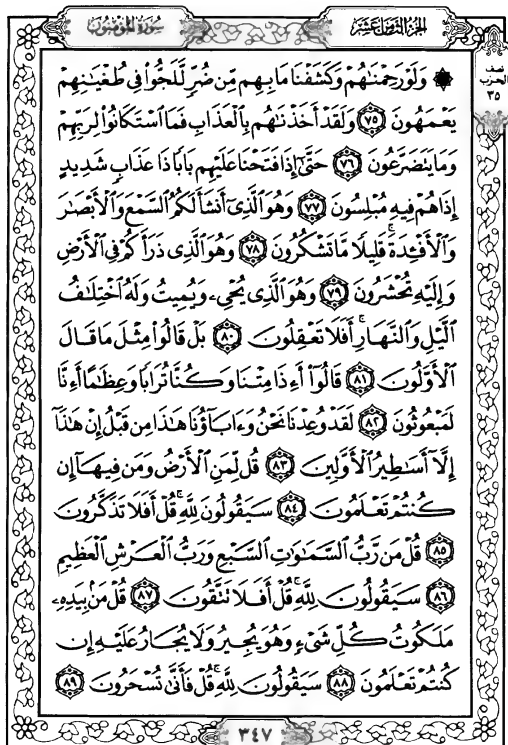 الجزء الثامن عشر
سورة المؤمنون
نصف
الحزب
٣٥
۞ وَلَوْ رَحِمْنَٰهُمْ وَكَشَفْنَا مَا بِهِم مِّن ضُرٍّ لَّلَجُّوا۟ فِى طُغْيَٰنِهِمْ
يَعْمَهُونَ ٧٥ وَلَقَدْ أَخَذْنَٰهُم بِٱلْعَذَابِ فَمَا ٱسْتَكَانُوا۟ لِرَبِّهِمْ
وَمَا يَتَضَرَّعُونَ ٧٦ حَتَّىٰٓ إِذَا فَتَحْنَا عَلَيْهِم بَابًا ذَا عَذَابٍ شَدِيدٍ
إِذَا هُمْ فِيهِ مُبْلِسُونَ ٧٧ وَهُوَ ٱلَّذِىٓ أَنشَأَ لَكُمُ ٱلسَّمْعَ وَٱلْأَبْصَٰرَ
وَٱلْأَفْـِٔدَةَ ۚ قَلِيلًا مَّا تَشْكُرُونَ ٧٨ وَهُوَ ٱلَّذِى ذَرَأَكُمْ فِى ٱلْأَرْضِ
وَإِلَيْهِ تُحْشَرُونَ ٧٩ وَهُوَ ٱلَّذِى يُحْىِۦ وَيُمِيتُ وَلَهُ ٱخْتِلَٰفُ
ٱلَّيْلِ وَٱلنَّهَارِ ۚ أَفَلَا تَعْقِلُونَ ٨٠ بَلْ قَالُوا۟ مِثْلَ مَا قَالَ
ٱلْأَوَّلُونَ ٨١ قَالُوٓا۟ أَءِذَا مِتْنَا وَكُنَّا تُرَابًا وَعِظَٰمًا أَءِنَّا
لَمَبْعُوثُونَ ٨٢ لَقَدْ وُعِدْنَا نَحْنُ وَءَابَآؤُنَا هَٰذَا مِن قَبْلُ إِنْ هَٰذَآ
إِلَّآ أَسَٰطِيرُ ٱلْأَوَّلِينَ ٨٣ قُل لِّمَنِ ٱلْأَرْضُ وَمَن فِيهَآ إِن
كُنتُمْ تَعْلَمُونَ ٨٤ سَيَقُولُونَ لِلَّهِ ۚ قُلْ أَفَلَا تَذَكَّرُونَ
٨٥ قُلْ مَن رَّبُّ ٱلسَّمَٰوَٰتِ ٱلسَّبْعِ وَرَبُّ ٱلْعَرْشِ ٱلْعَظِيمِ
٨٦ سَيَقُولُونَ لِلَّهِ ۚ قُلْ أَفَلَا تَتَّقُونَ ٨٧ قُلْ مَنۢ بِيَدِهِۦ
مَلَكُوتُ كُلِّ شَىْءٍ وَهُوَ يُجِيرُ وَلَا يُجَارُ عَلَيْهِ إِن
كُنتُمْ تَعْلَمُونَ ٨٨ سَيَقُولُونَ لِلَّهِ ۚ قُلْ فَأَنَّىٰ تُسْحَرُونَ ٨٩
٣٤٧